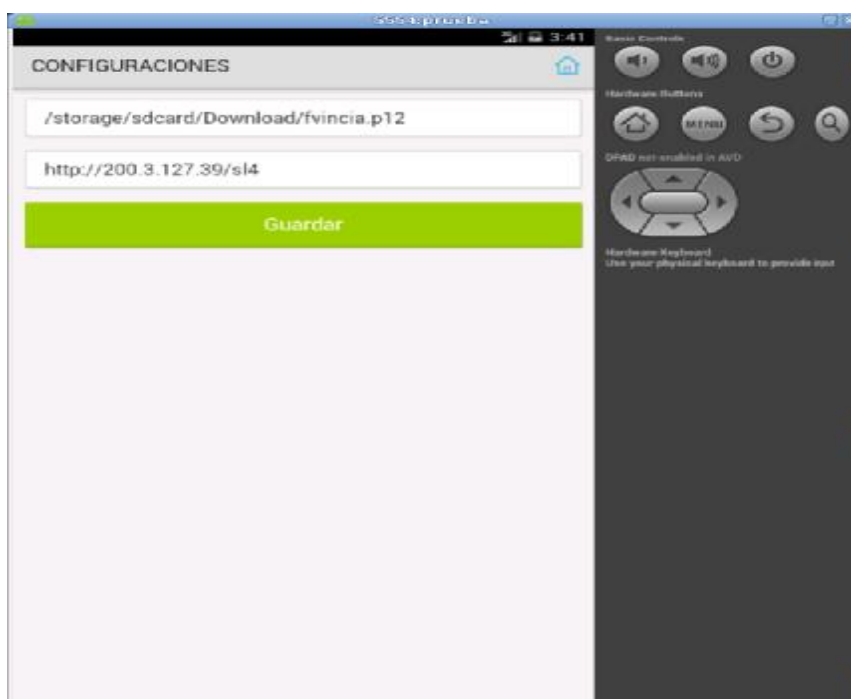 5554:prueba
3:41
Basic Controls
CONFIGURACIONES
Hardware Buttons
/storage/sdcard/Download/fvincia.p12
MENU
DPAD not enabled in AVD
http://200.3.127.39/sl4
Guardar
Hardware Keyboard
Use your physical keyboard to provide input